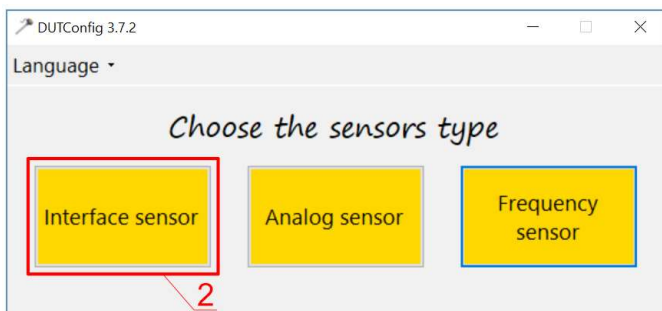 DUTConfig 3.7.2
Language
Choose the sensors type
Interface sensor
Analog sensor
Frequency
sensor
2